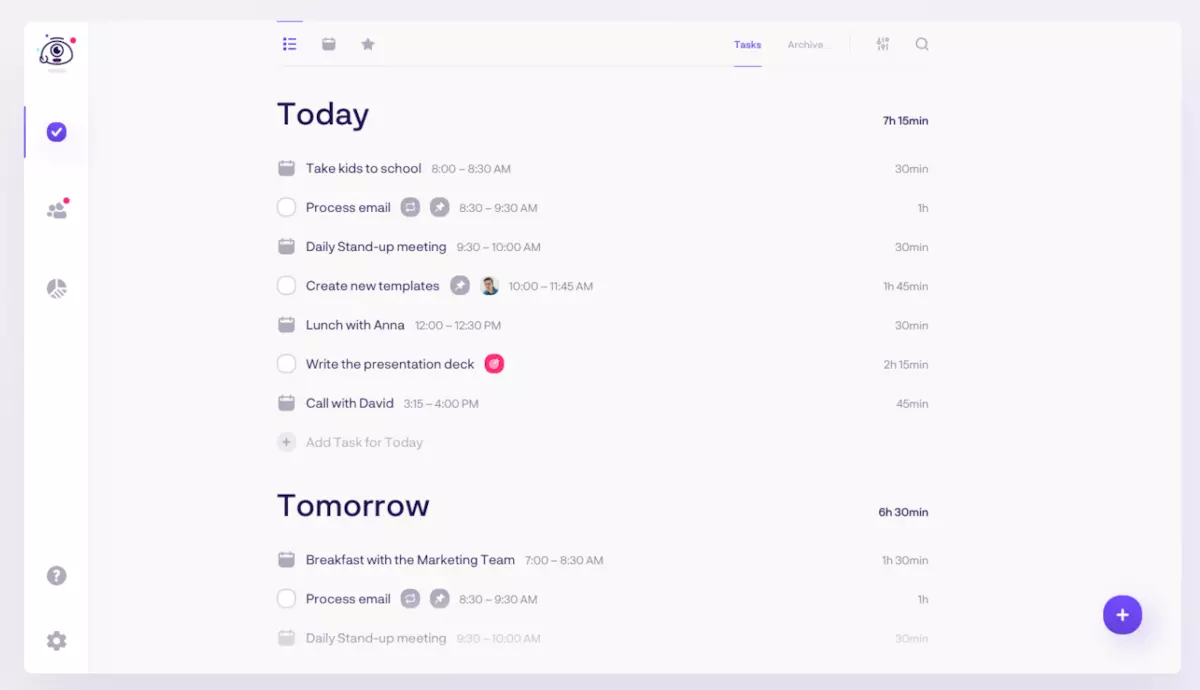 Tasks Archive...
Today 7h 15min
Take kids to school 8:00 – 8:30 AM 30min
Process email 8:30 – 9:30 AM 1h
Daily Stand-up meeting 9:30 – 10:00 AM 30min
Create new templates 10:00 – 11:45 AM 1h 45min
Lunch with Anna 12:00 – 12:30 PM 30min
Write the presentation deck 2h 15min
Call with David 3:15 – 4:00 PM 45min
+ Add Task for Today
Tomorrow 6h 30min
Breakfast with the Marketing Team 7:00 – 8:30 AM 1h 30min
Process email 8:30 – 9:30 AM 1h
Daily Stand-up meeting 9:30 – 10:00 AM 30min